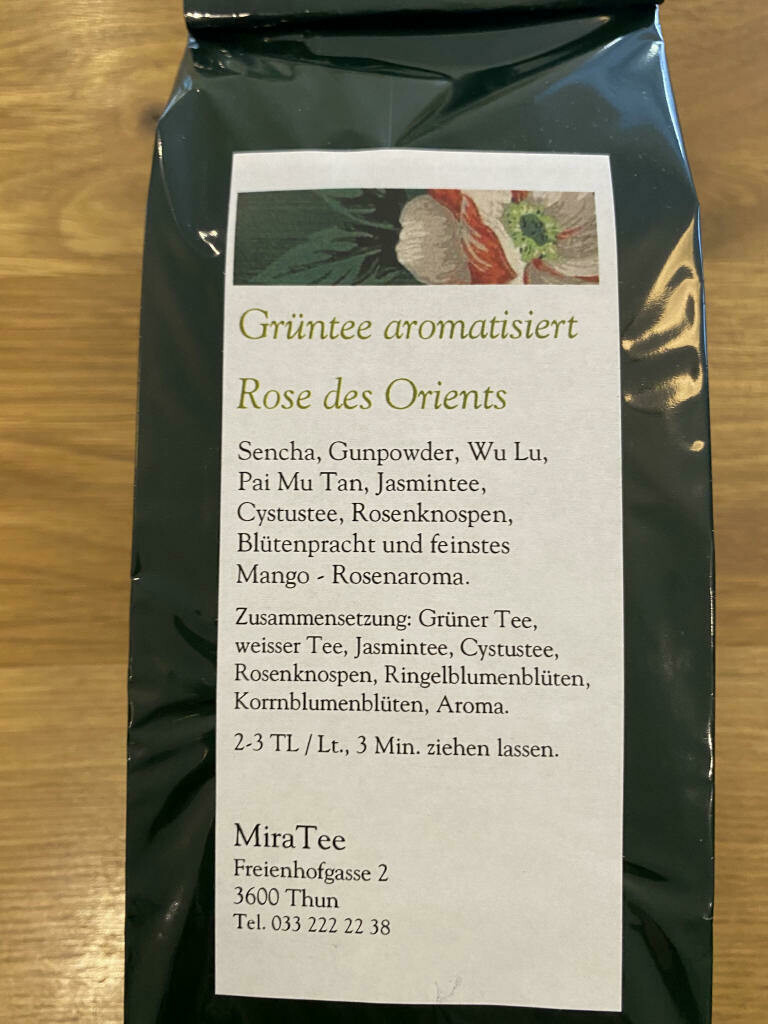 Grüntee aromatisiert
Rose des Orients
Sencha, Gunpowder, Wu Lu,
Pai Mu Tan, Jasmintee,
Cystustee, Rosenknospen,
Blütenpracht und feinstes
Mango - Rosenaroma.
Zusammensetzung: Grüner Tee,
weisser Tee, Jasmintee, Cystustee,
Rosenknospen, Ringelblumenblüten,
Korrnblumenblüten, Aroma.
2-3 TL / Lt., 3 Min. ziehen lassen.
MiraTee
Freienhofgasse 2
3600 Thun
Tel. 033 222 22 38